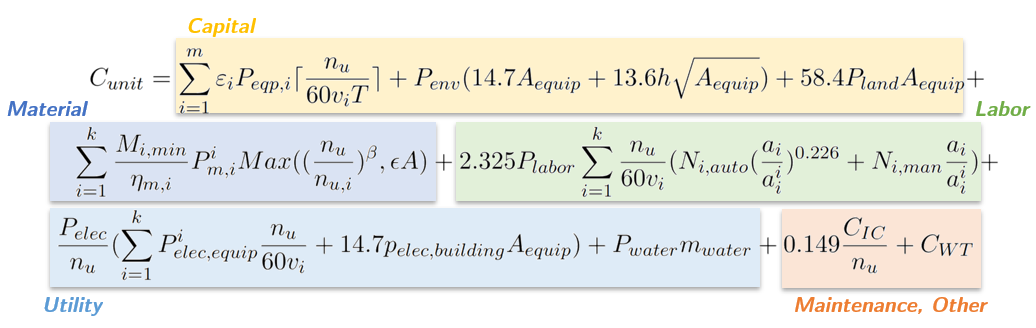 Capital
$C_{unit} = \sum_{i=1}^{m} \varepsilon_i P_{eqp,i} \lceil \frac{n_u}{60 v_i T} \rceil + P_{env}(14.7 A_{equip} + 13.6 h \sqrt{A_{equip}}) + 58.4 P_{land} A_{equip} +$
Material
Labor
$\sum_{i=1}^{k} \frac{M_{i,min}}{\eta_{m,i}} P^i_{m,i} Max((\frac{n_u}{n_{u,i}})^{\beta}, \epsilon A) + 2.325 P_{labor} \sum_{i=1}^{k} \frac{n_u}{60 v_i} (N_{i,auto} (\frac{a_i}{a^i_i})^{0.226} + N_{i,man} \frac{a_i}{a^i_i}) +$
$\frac{P_{elec}}{n_u} (\sum_{i=1}^{k} P^i_{elec,equip} \frac{n_u}{60 v_i} + 14.7 p_{elec,building} A_{equip}) + P_{water} m_{water} + 0.149 \frac{C_{IC}}{n_u} + C_{WT}$
Utility
Maintenance, Other